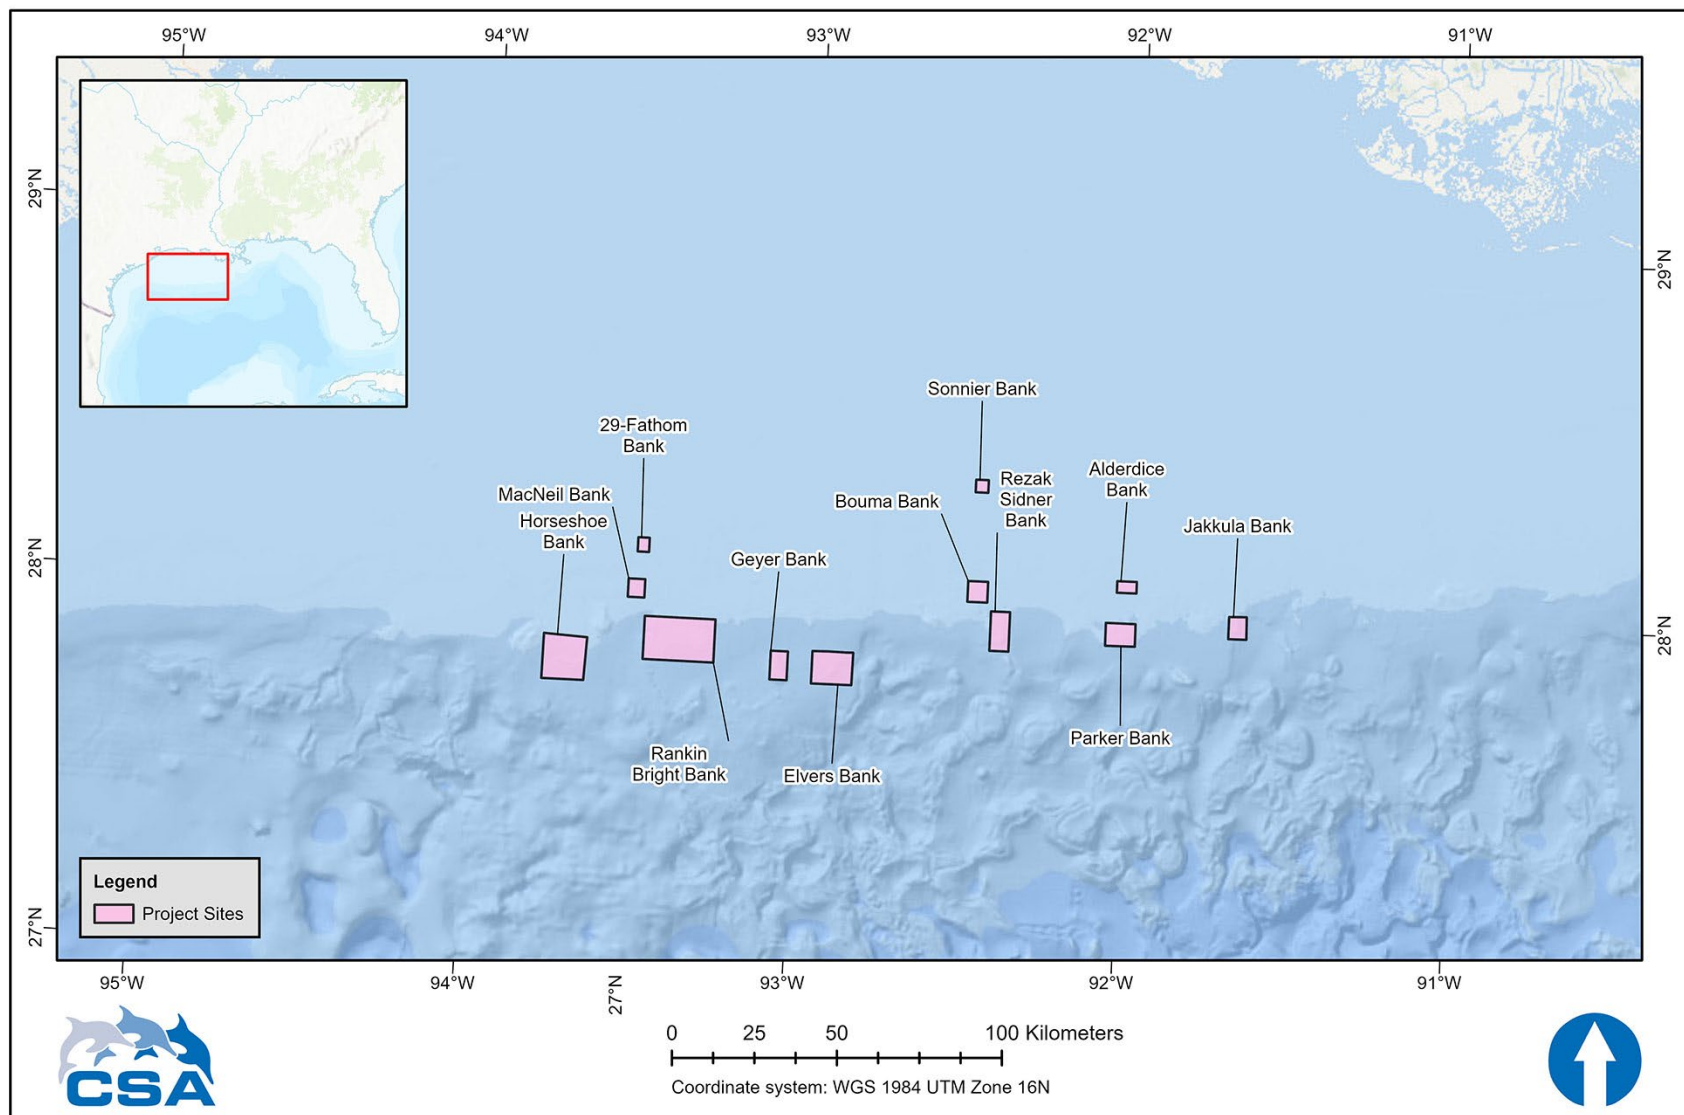 95°W
94°W
93°W
92°W
91°W
29°N
29°N
Sonnier Bank
29-Fathom
Bank
Alderdice
Bank
Rezak
Sidner
Bank
MacNeil Bank
Bouma Bank
Horseshoe
Bank
Jakkula Bank
28°N
Geyer Bank
28°N
Parker Bank
Rankin
Bright Bank
Elvers Bank
Legend
Project Sites
27°N
95°W
94°W
27°N
93°W
92°W
91°W
0 25 50 100 Kilometers
Coordinate system: WGS 1984 UTM Zone 16N
CSA